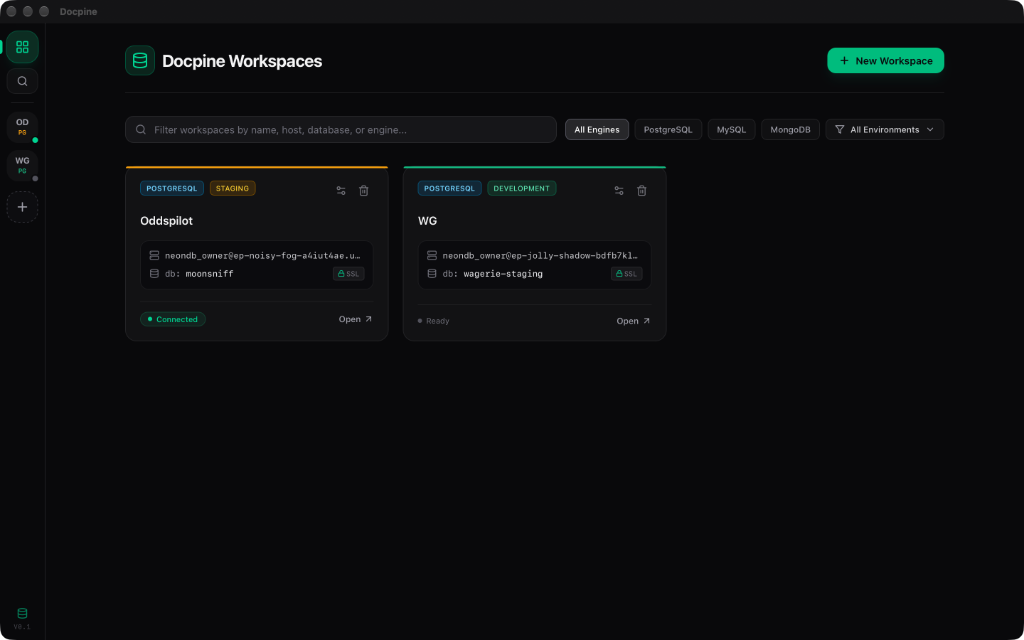 Docpine
OD
PG
WG
PG
Docpine Workspaces
New Workspace
Filter workspaces by name, host, database, or engine...
All Engines
PostgreSQL
MySQL
MongoDB
All Environments
POSTGRESQL STAGING
Oddspilot
neondb_owner@ep-noisy-fog-a4iut4ae.u…
db: moonsniff
SSL
Connected
Open
POSTGRESQL DEVELOPMENT
WG
neondb_owner@ep-jolly-shadow-bdfb7kl…
db: wagerie-staging
SSL
Ready
Open